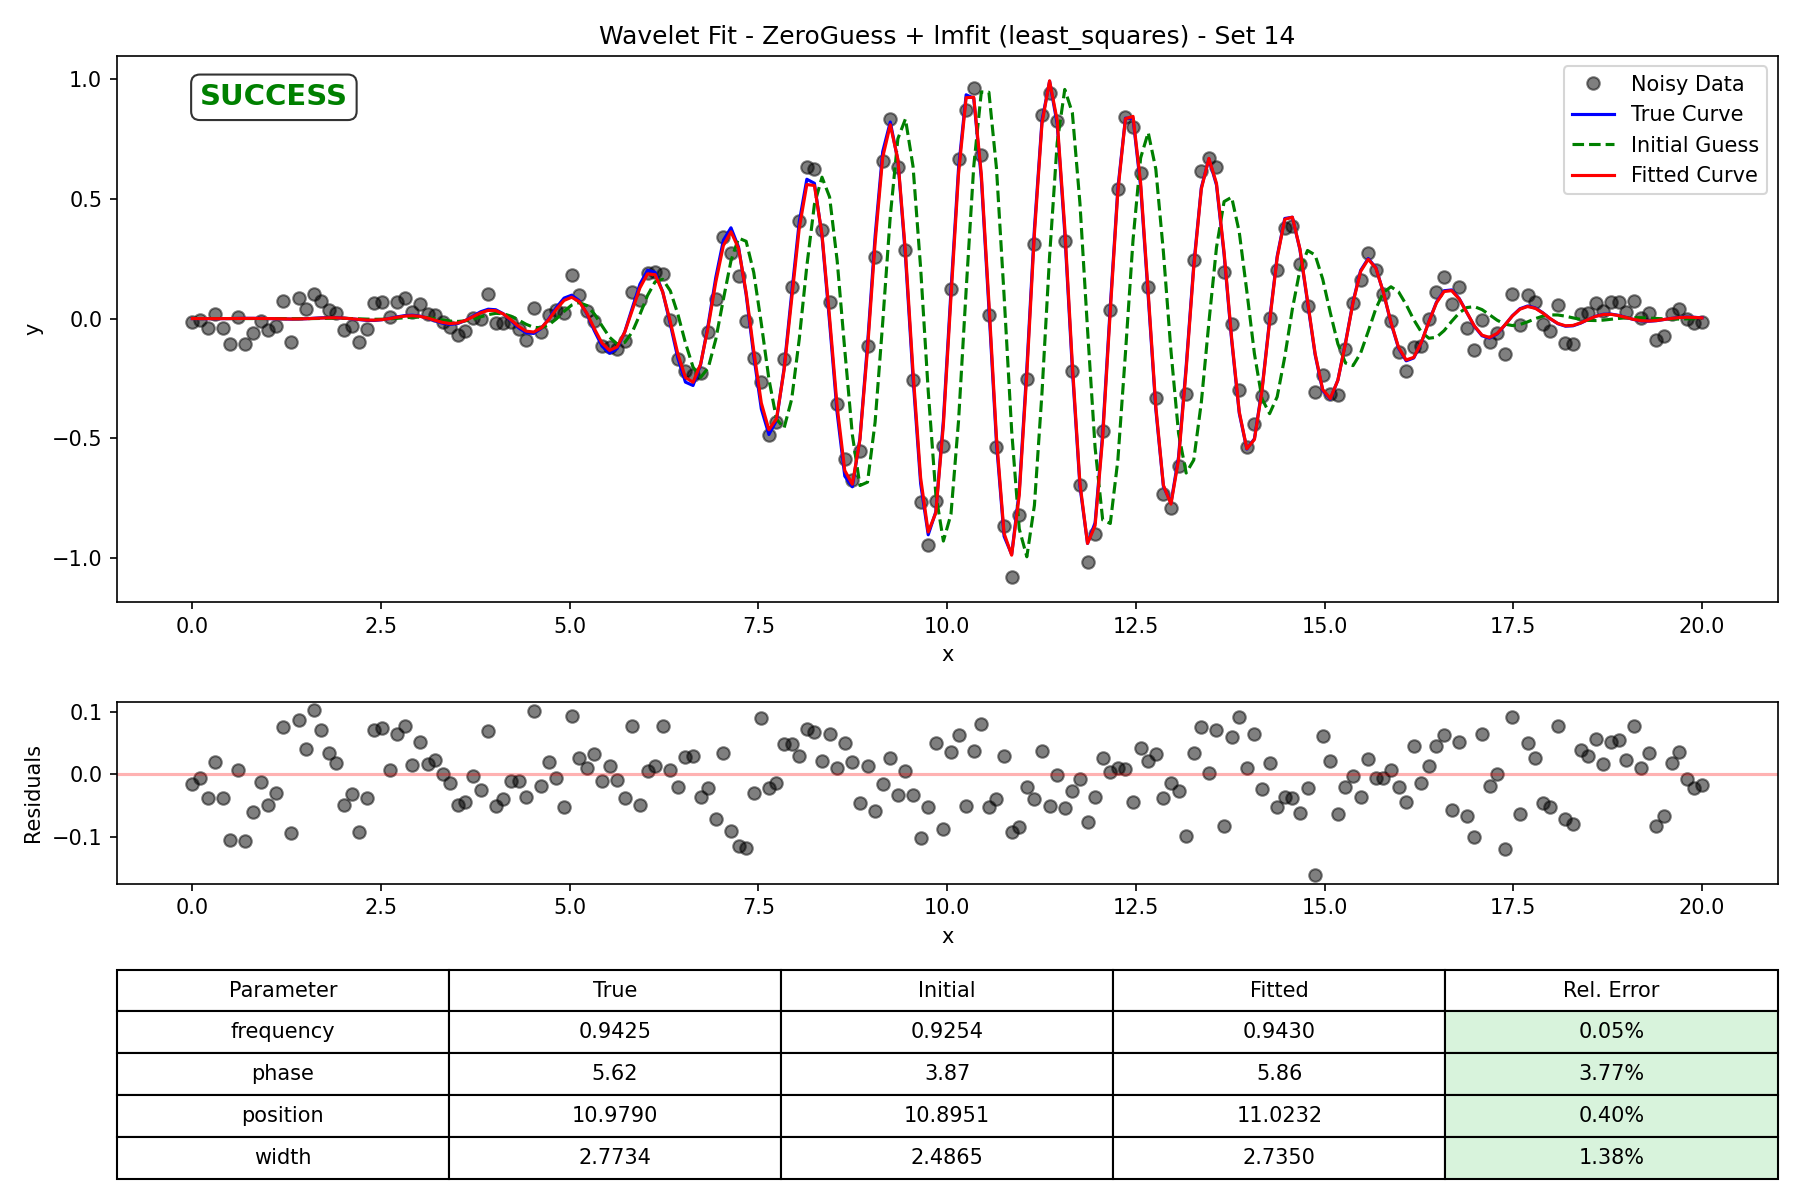 Wavelet Fit - ZeroGuess + lmfit (least_squares) - Set 14
SUCCESS
Noisy Data
True Curve
Initial Guess
Fitted Curve
y
1.0
0.5
0.0
−0.5
−1.0
0.0 2.5 5.0 7.5 10.0 12.5 15.0 17.5 20.0
x
Residuals
0.1
0.0
−0.1
0.0 2.5 5.0 7.5 10.0 12.5 15.0 17.5 20.0
x
Parameter True Initial Fitted Rel. Error
frequency 0.9425 0.9254 0.9430 0.05%
phase 5.62 3.87 5.86 3.77%
position 10.9790 10.8951 11.0232 0.40%
width 2.7734 2.4865 2.7350 1.38%